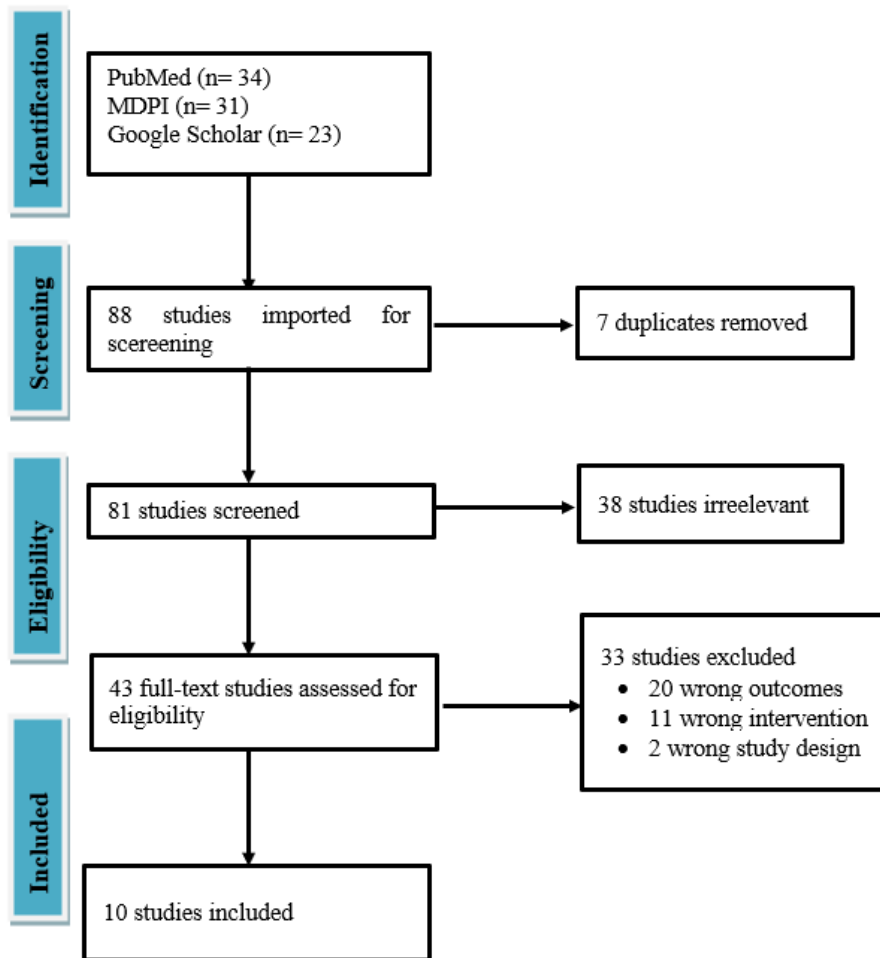 Identification
PubMed (n= 34)
MDPI (n= 31)
Google Scholar (n= 23)
Screening
88 studies imported for
scereening
7 duplicates removed
Eligibility
81 studies screened
38 studies irreelevant
43 full-text studies assessed for
eligibility
33 studies excluded
• 20 wrong outcomes
• 11 wrong intervention
• 2 wrong study design
Included
10 studies included